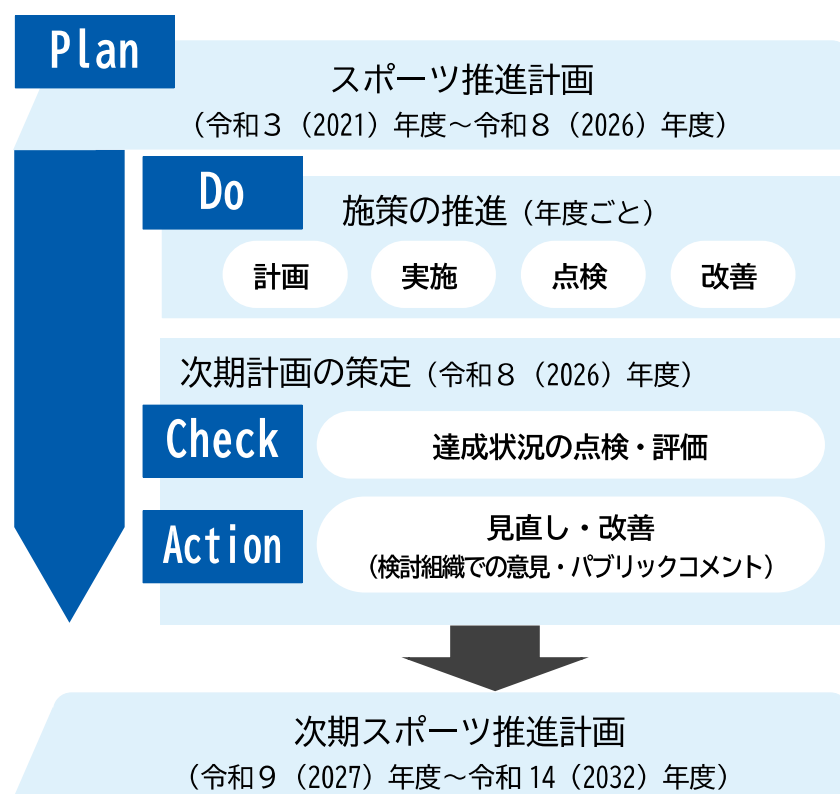 Plan
スポーツ推進計画
（令和３（2021）年度～令和８（2026）年度）
Do
施策の推進（年度ごと）
計画 実施 点検 改善
次期計画の策定（令和８（2026）年度）
Check
達成状況の点検・評価
Action
見直し・改善
（検討組織での意見・パブリックコメント）
次期スポーツ推進計画
（令和９（2027）年度～令和14（2032）年度）